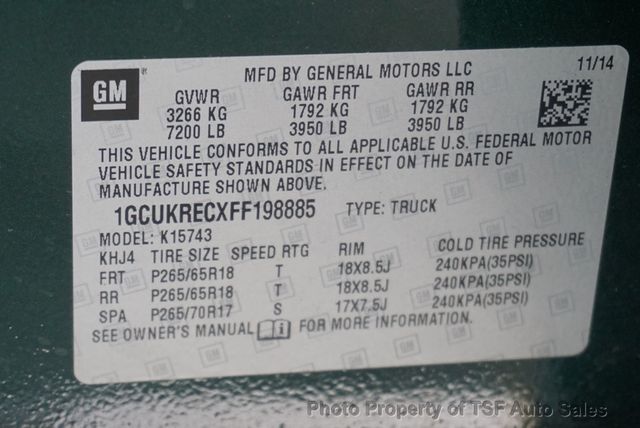 GM
MFD BY GENERAL MOTORS LLC 11/14
GVWR GAWR FRT GAWR RR
3266 KG 1792 KG 1792 KG
7200 LB 3950 LB 3950 LB
THIS VEHICLE CONFORMS TO ALL APPLICABLE U.S. FEDERAL MOTOR
VEHICLE SAFETY STANDARDS IN EFFECT ON THE DATE OF
MANUFACTURE SHOWN ABOVE.
1GCUKRECXFF198885 TYPE: TRUCK
MODEL: K15743
KHJ4 TIRE SIZE SPEED RTG RIM COLD TIRE PRESSURE
FRT P265/65R18 T 18X8.5J 240KPA(35PSI)
RR P265/65R18 T 18X8.5J 240KPA(35PSI)
SPA P265/70R17 S 17X7.5J 240KPA(35PSI)
SEE OWNER'S MANUAL FOR MORE INFORMATION.
Photo Property of TSF Auto Sales